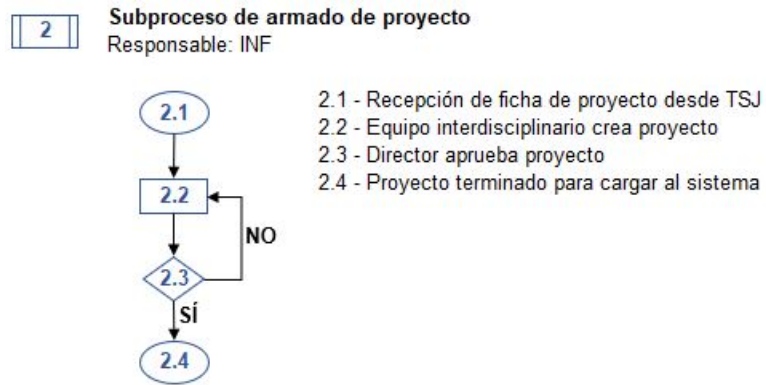 2
Subproceso de armado de proyecto
Responsable: INF
2.1
2.2
NO
2.3
SÍ
2.4
2.1 - Recepción de ficha de proyecto desde TSJ
2.2 - Equipo interdisciplinario crea proyecto
2.3 - Director aprueba proyecto
2.4 - Proyecto terminado para cargar al sistema